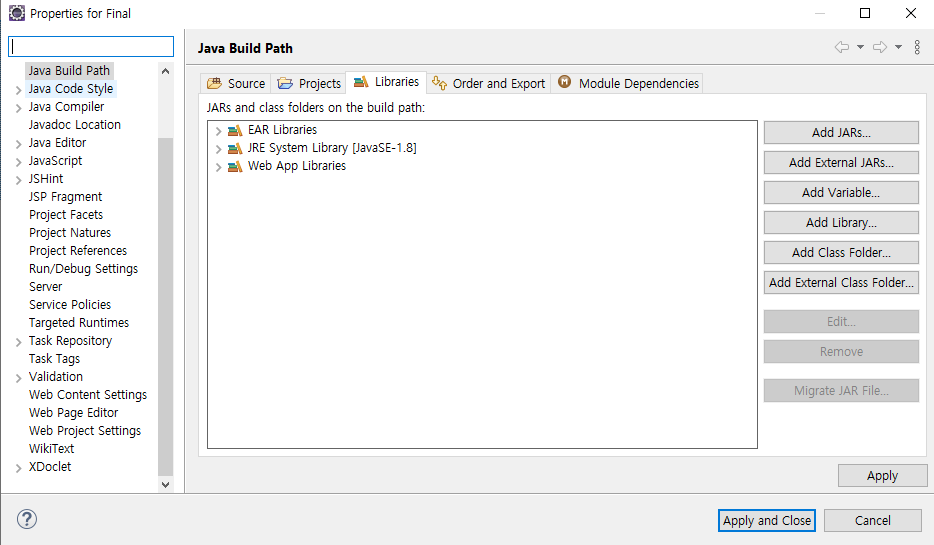 Properties for Final
Java Build Path
Java Code Style
Java Compiler
Javadoc Location
Java Editor
JavaScript
JSHint
JSP Fragment
Project Facets
Project Natures
Project References
Run/Debug Settings
Server
Service Policies
Targeted Runtimes
Task Repository
Task Tags
Validation
Web Content Settings
Web Page Editor
Web Project Settings
WikiText
XDoclet
Java Build Path
Source Projects Libraries Order and Export M Module Dependencies
JARs and class folders on the build path:
EAR Libraries
JRE System Library [JavaSE-1.8]
Web App Libraries
Add JARs...
Add External JARs...
Add Variable...
Add Library...
Add Class Folder...
Add External Class Folder...
Edit...
Remove
Migrate JAR File...
Apply
?
Apply and Close Cancel